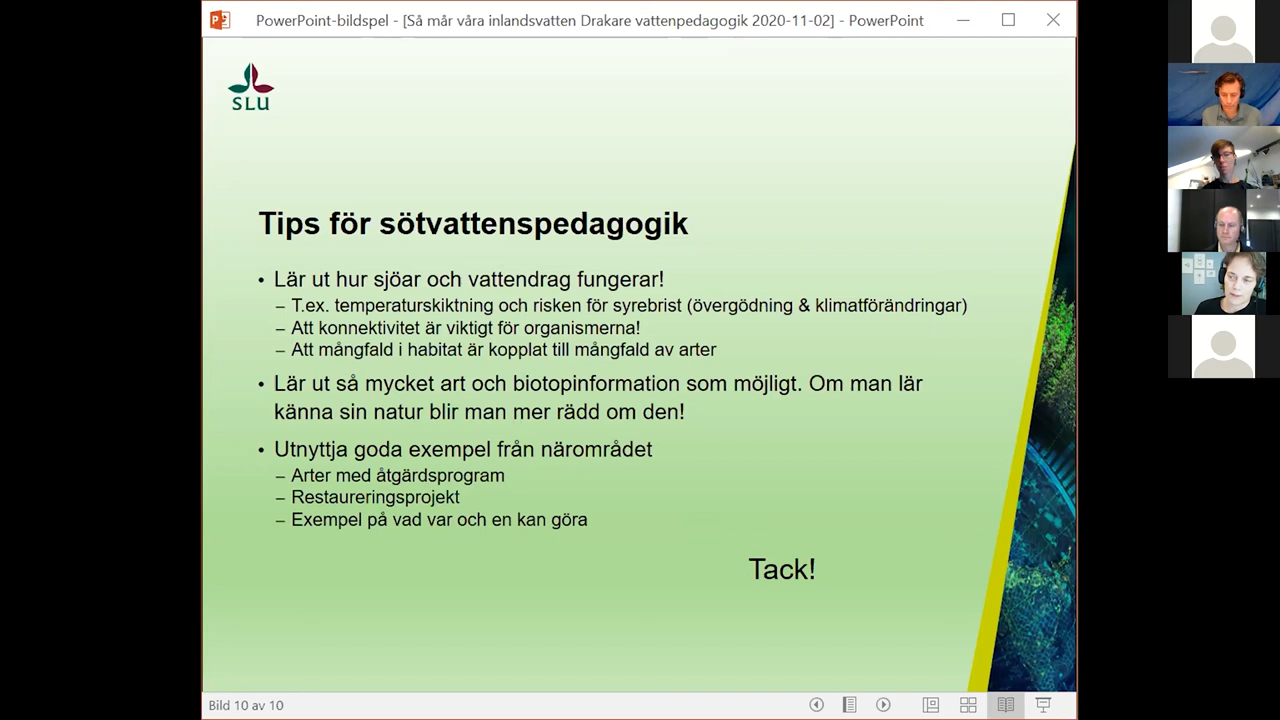 PowerPoint-bildspel - [Så mår våra inlandsvatten Drakare vattenpedagogik 2020-11-02] - PowerPoint
SLU
Tips för sötvattenspedagogik
• Lär ut hur sjöar och vattendrag fungerar!
– T.ex. temperaturskiktning och risken för syrebrist (övergödning & klimatförändringar)
– Att konnektivitet är viktigt för organismerna!
– Att mångfald i habitat är kopplat till mångfald av arter
• Lär ut så mycket art och biotopinformation som möjligt. Om man lär
känna sin natur blir man mer rädd om den!
• Utnyttja goda exempel från närområdet
– Arter med åtgärdsprogram
– Restaureringsprojekt
– Exempel på vad var och en kan göra
Tack!
Bild 10 av 10